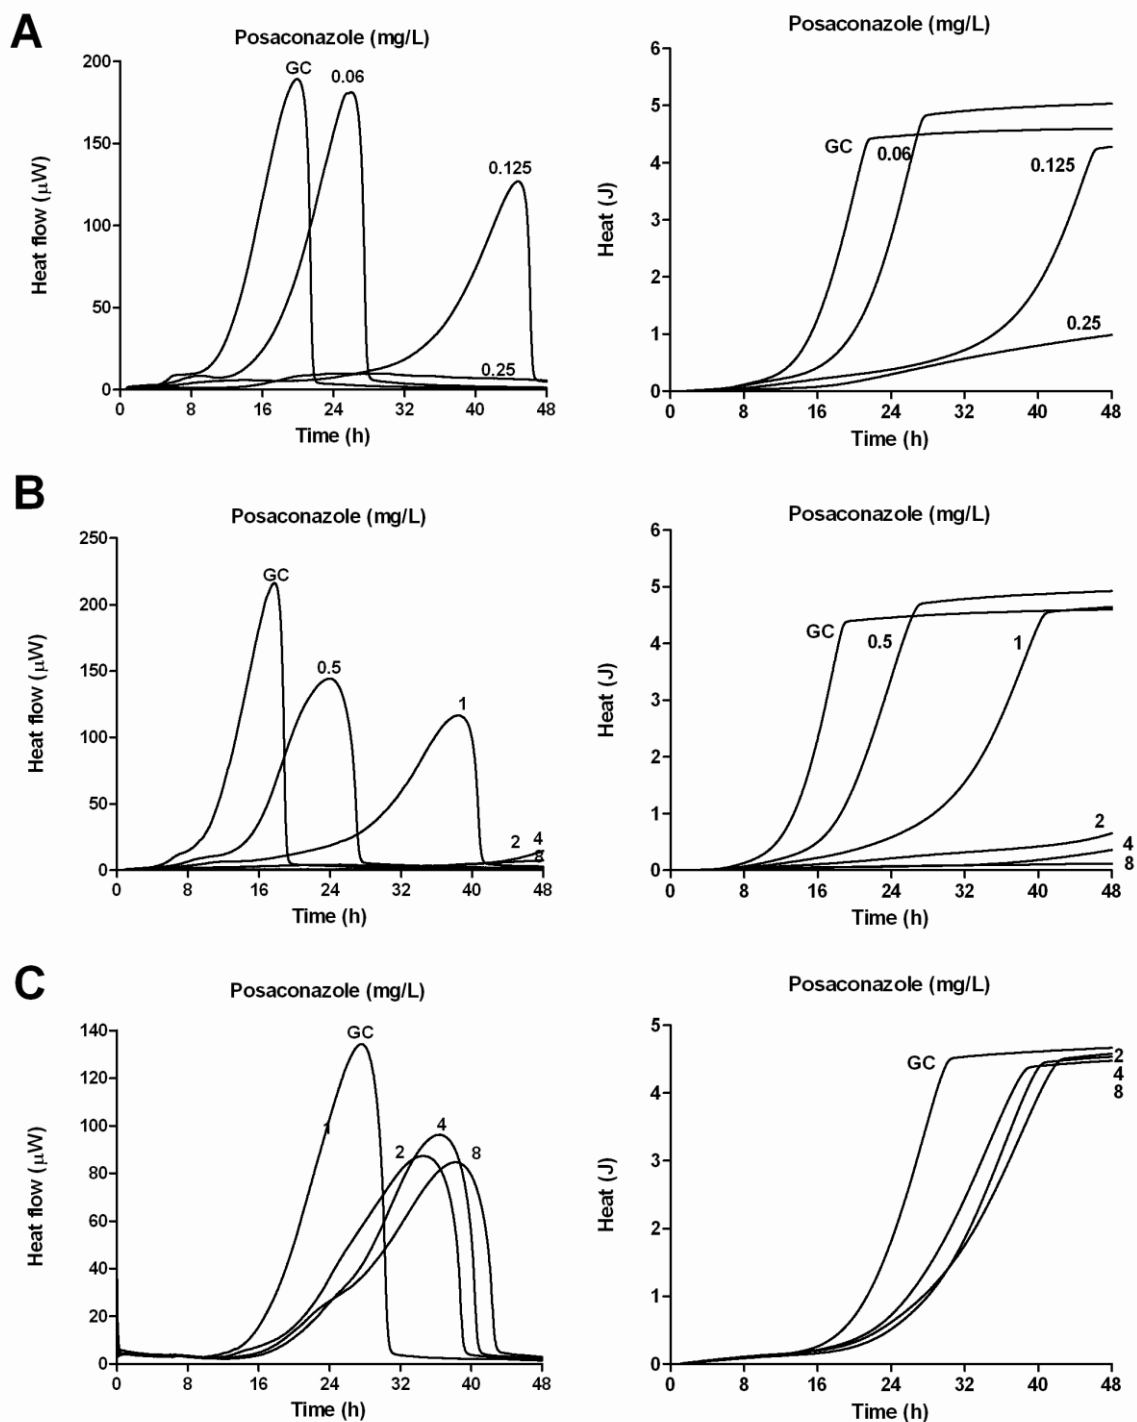 A
Posaconazole (mg/L)
Heat flow (µW)
200
150
100
50
0
GC
0.06
0.125
0.25
0 8 16 24 32 40 48
Time (h)
Posaconazole (mg/L)
Heat (J)
6
5
4
3
2
1
0
GC
0.06
0.125
0.25
0 8 16 24 32 40 48
Time (h)
B
Posaconazole (mg/L)
Heat flow (µW)
250
200
150
100
50
0
GC
0.5
1
2 4
8
0 8 16 24 32 40 48
Time (h)
Posaconazole (mg/L)
Heat (J)
6
5
4
3
2
1
0
GC
0.5
1
2
4
8
0 8 16 24 32 40 48
Time (h)
C
Posaconazole (mg/L)
Heat flow (µW)
140
120
100
80
60
40
20
0
GC
1
2
4
8
0 8 16 24 32 40 48
Time (h)
Posaconazole (mg/L)
Heat (J)
5
4
3
2
1
0
GC
2
4
8
0 8 16 24 32 40 48
Time (h)